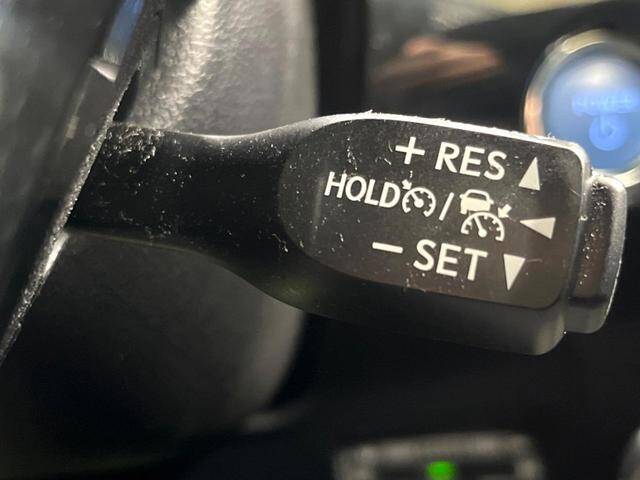 + RES
HOLD /
− SET